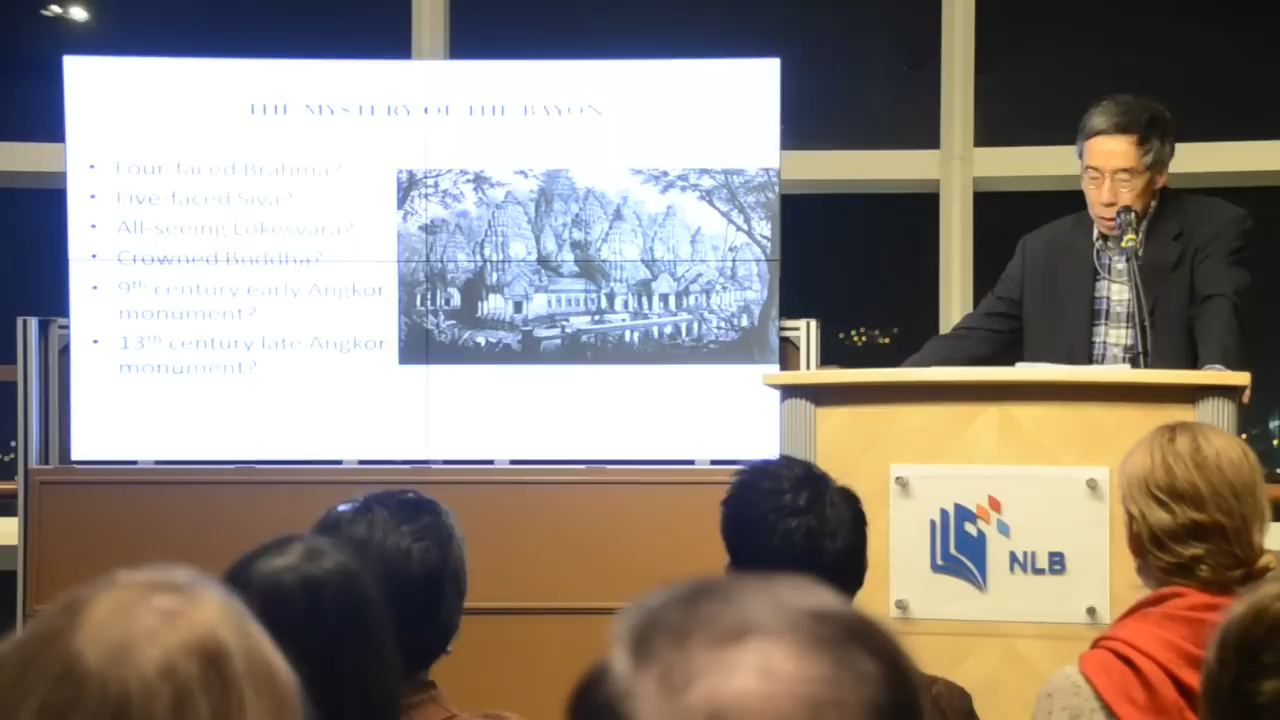 THE MYSTERY OF THE BAYON
• Four-faced Brahma?
• Five-faced Siva?
• All-seeing Lokesvara?
• Crowned Buddha?
• 9th century early Angkor
monument?
• 13th century late Angkor
monument?
NLB